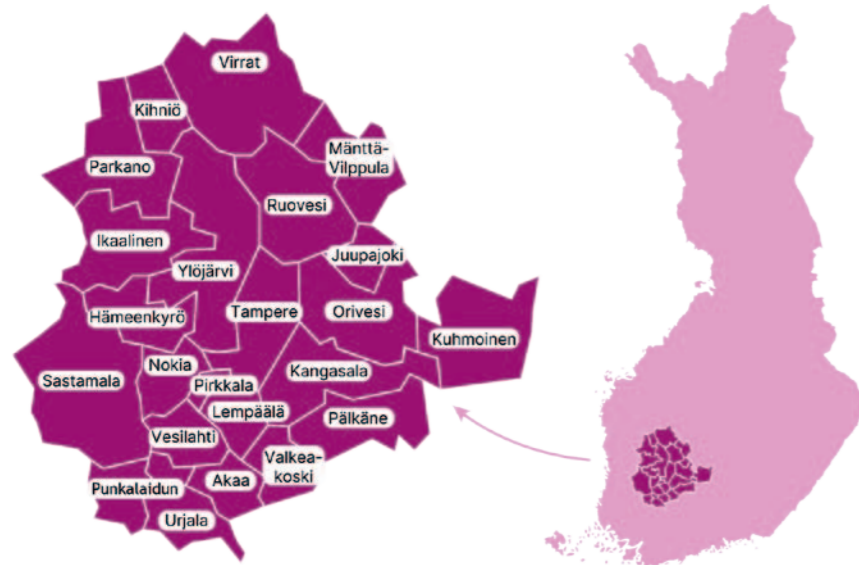 Virrat
Kihniö
Mänttä-
Vilppula
Parkano
Ruovesi
Ikaalinen
Juupajoki
Ylöjärvi
Hämeenkyrö
Tampere
Orivesi
Kuhmoinen
Nokia
Kangasala
Sastamala
Pirkkala
Lempäälä
Pälkäne
Vesilahti
Valkea-
koski
Akaa
Punkalaidun
Urjala